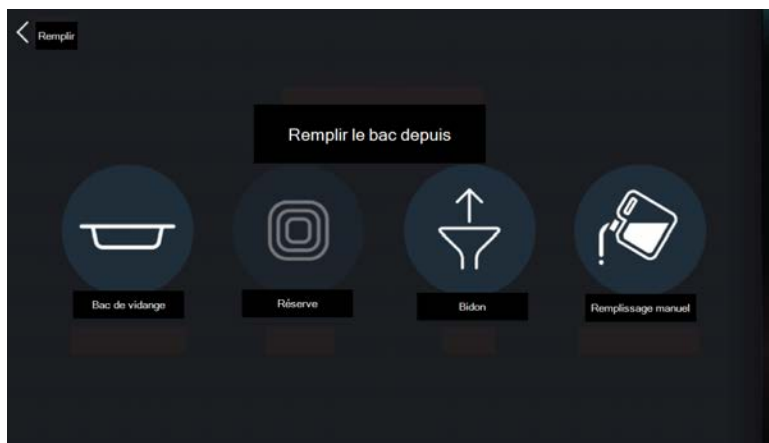 Remplir
Remplir le bac depuis
Bac de vidange
Réserve
Bidon
Remplissage manuel